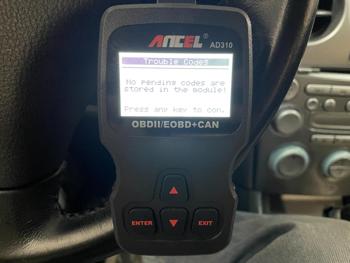 ANCEL
AD310
Trouble Codes
No pending codes are
stored in the module!
Press any key to con.
OBDII/EOBD+CAN
ENTER
EXIT